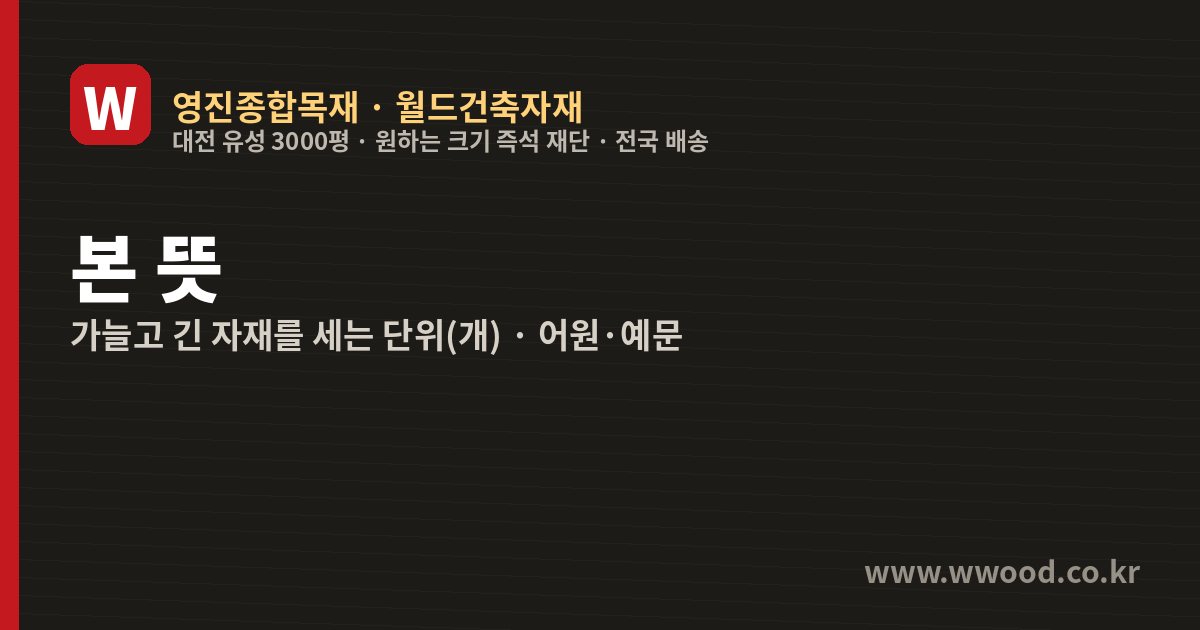 W
영진종합목재 · 월드건축자재
대전 유성 3000평 · 원하는 크기 즉석 재단 · 전국 배송
본 뜻
가늘고 긴 자재를 세는 단위(개) · 어원·예문
www.wwood.co.kr